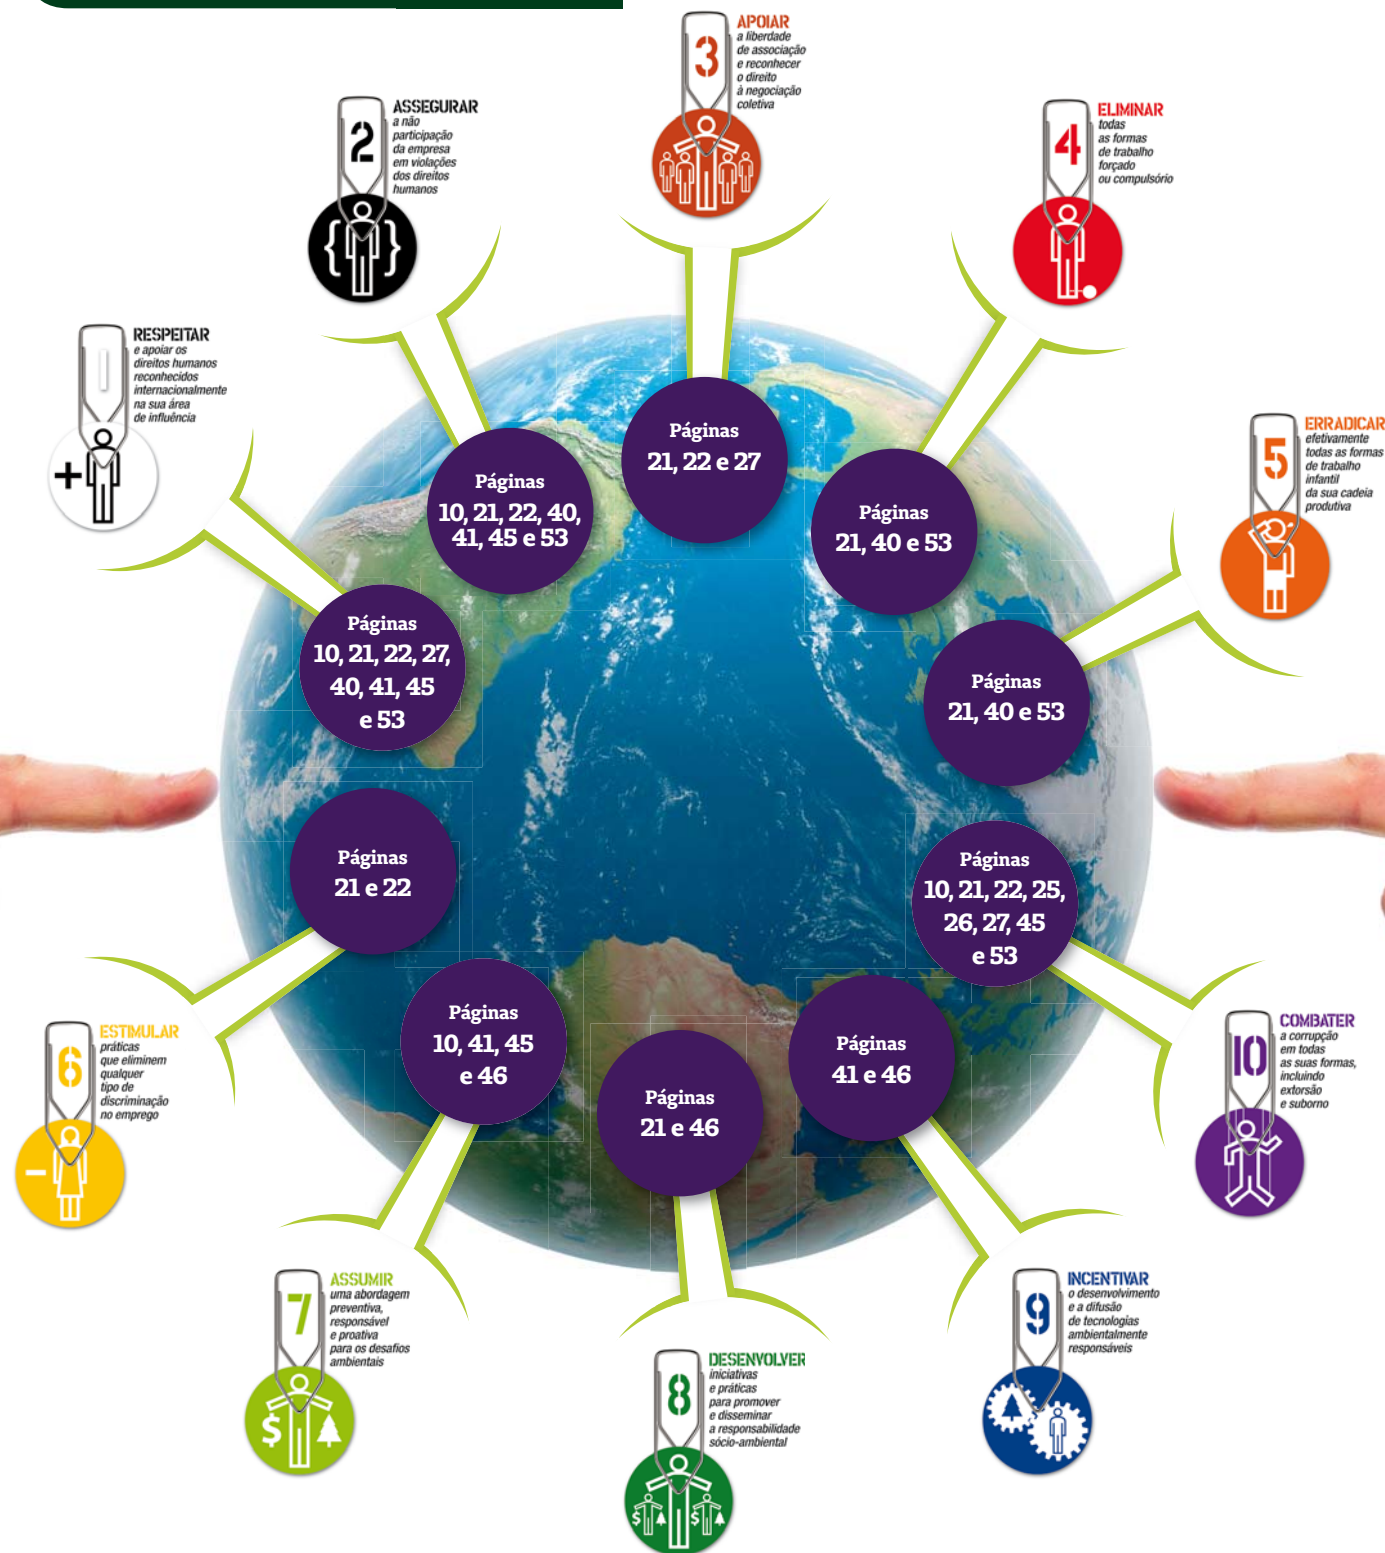 3
APOIAR
a liberdade
de associação
e reconhecer
o direito
à negociação
coletiva
2
ASSEGURAR
a não
participação
da empresa
em violações
dos direitos
humanos
4
ELIMINAR
todas
as formas
de trabalho
forçado
ou compulsório
1
RESPEITAR
e apoiar os
direitos humanos
reconhecidos
internacionalmente
na sua área
de influência
5
ERRADICAR
efetivamente
todas as formas
de trabalho
infantil
da sua cadeia
produtiva
Páginas
21, 22 e 27
Páginas
10, 21, 22, 40,
41, 45 e 53
Páginas
21, 40 e 53
Páginas
10, 21, 22, 27,
40, 41, 45
e 53
Páginas
21, 40 e 53
Páginas
21 e 22
Páginas
10, 21, 22, 25,
26, 27, 45
e 53
Páginas
10, 41, 45
e 46
Páginas
41 e 46
Páginas
21 e 46
6
ESTIMULAR
práticas
que eliminem
qualquer
tipo de
discriminação
no emprego
10
COMBATER
a corrupção
em todas
as suas formas,
incluindo
extorsão
e suborno
7
ASSUMIR
uma abordagem
preventiva,
responsável
e proativa
para os desafios
ambientais
$
9
INCENTIVAR
o desenvolvimento
e a difusão
de tecnologias
ambientalmente
responsáveis
8
DESENVOLVER
iniciativas
e práticas
para promover
e disseminar
a responsabilidade
sócio-ambiental
$ $